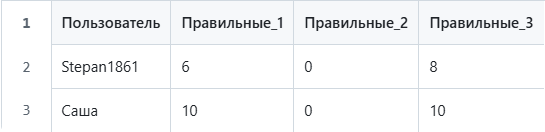 1 Пользователь Правильные_1 Правильные_2 Правильные_3
2 Stepan1861 6 0 8
3 Саша 10 0 10